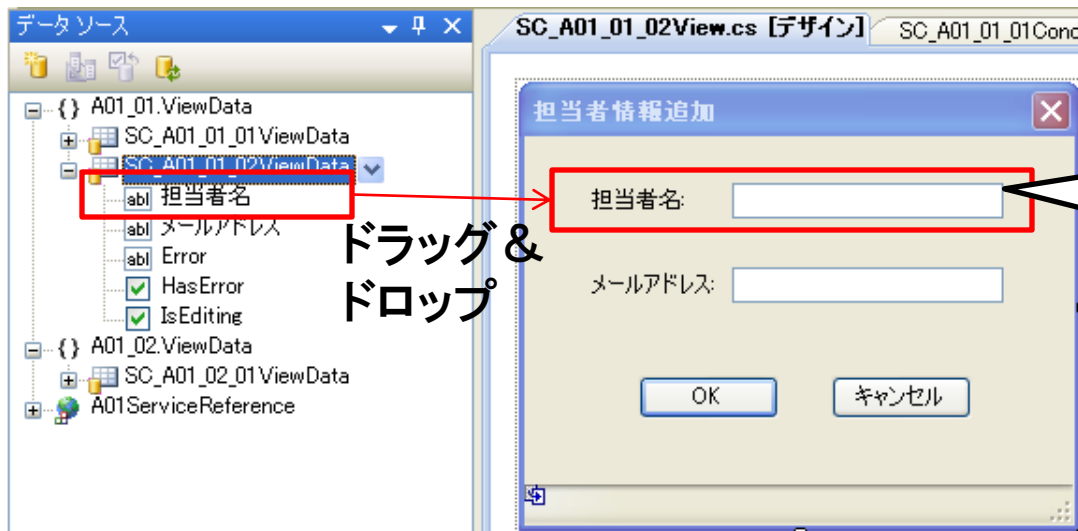 データソース
SC_A01_01_02View.cs [デザイン]
SC_A01_01_01Cond
{} A01_01.ViewData
SC_A01_01_01ViewData
SC_A01_01_02ViewData
abl 担当者名
abl メールアドレス
abl Error
HasError
IsEditing
{} A01_02.ViewData
SC_A01_02_01ViewData
A01ServiceReference
ドラッグ&
ドロップ
担当者情報追加
担当者名:
メールアドレス:
OK
キャンセル